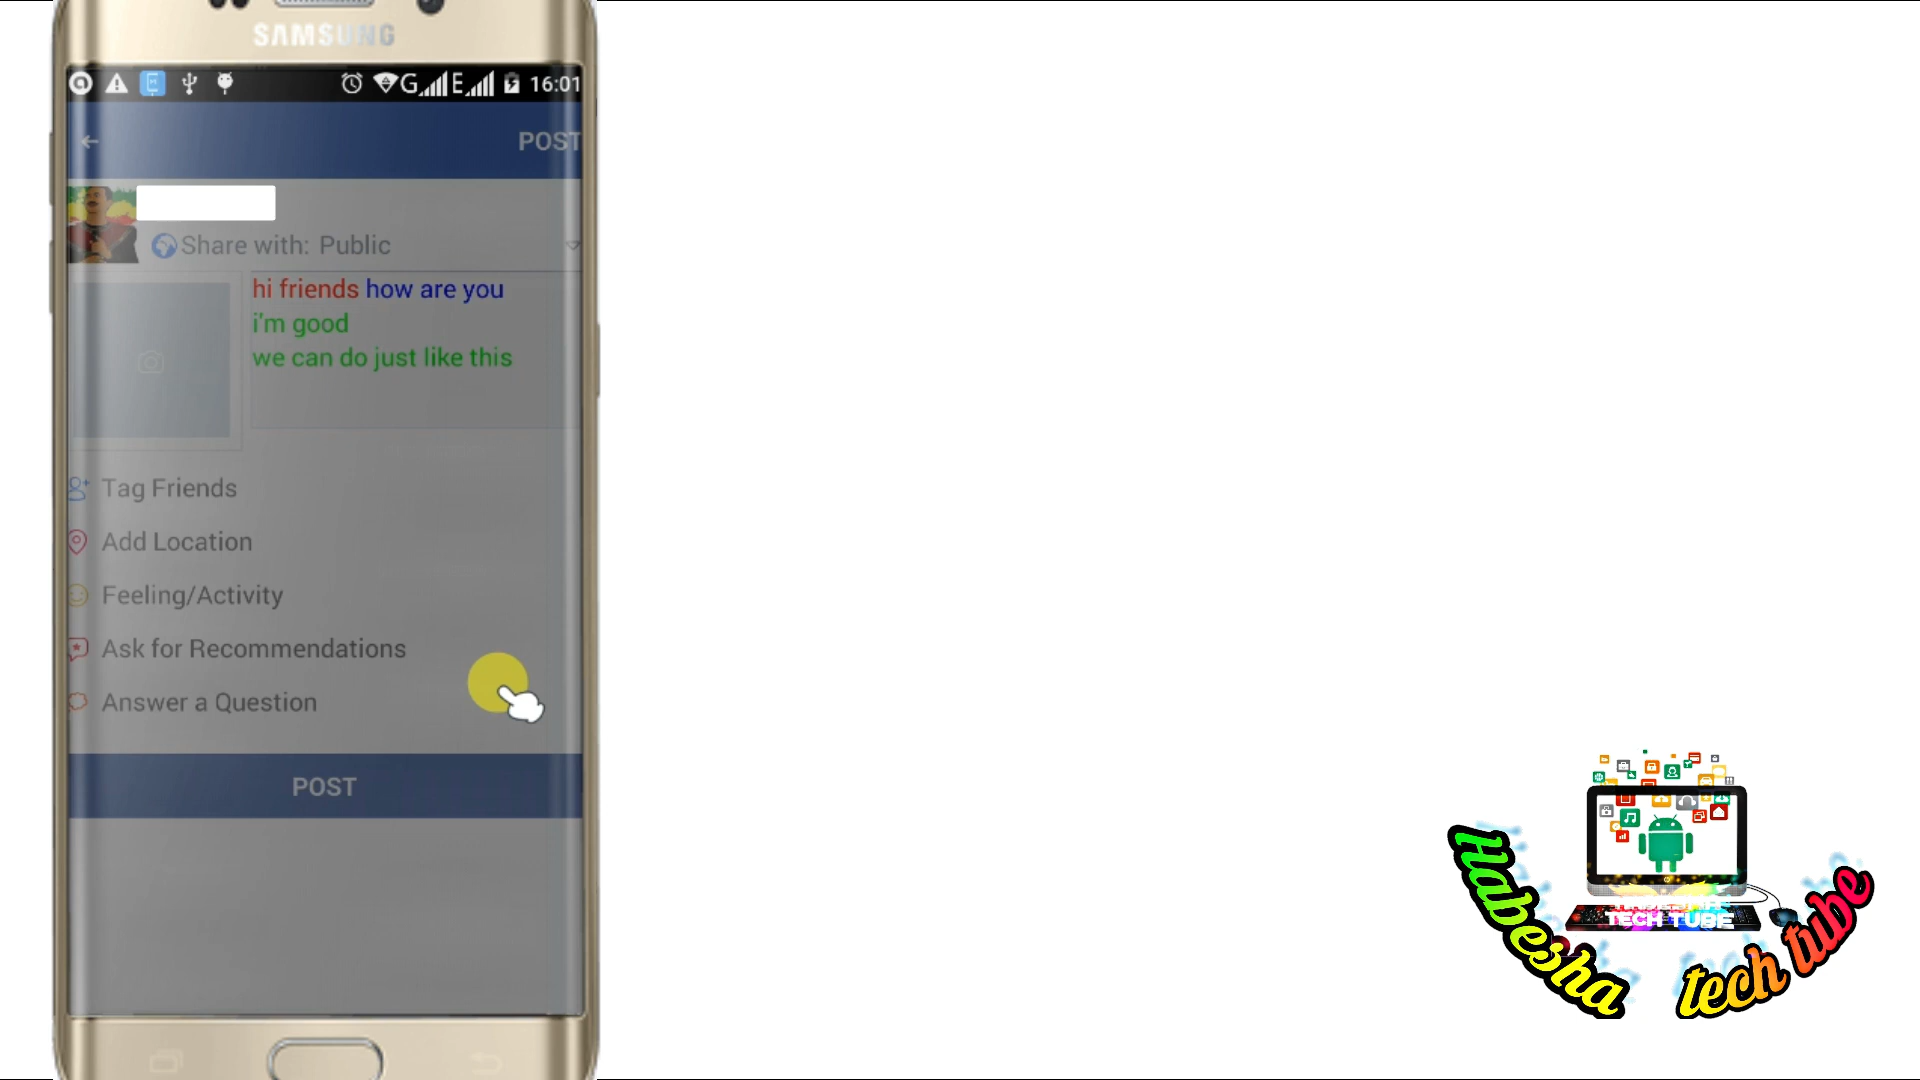 SAMSUNG
G E 16:01
POST
Share with: Public
hi friends how are you
i'm good
we can do just like this
Tag Friends
Add Location
Feeling/Activity
Ask for Recommendations
Answer a Question
POST
TECH TUBE
Habesha tech tube